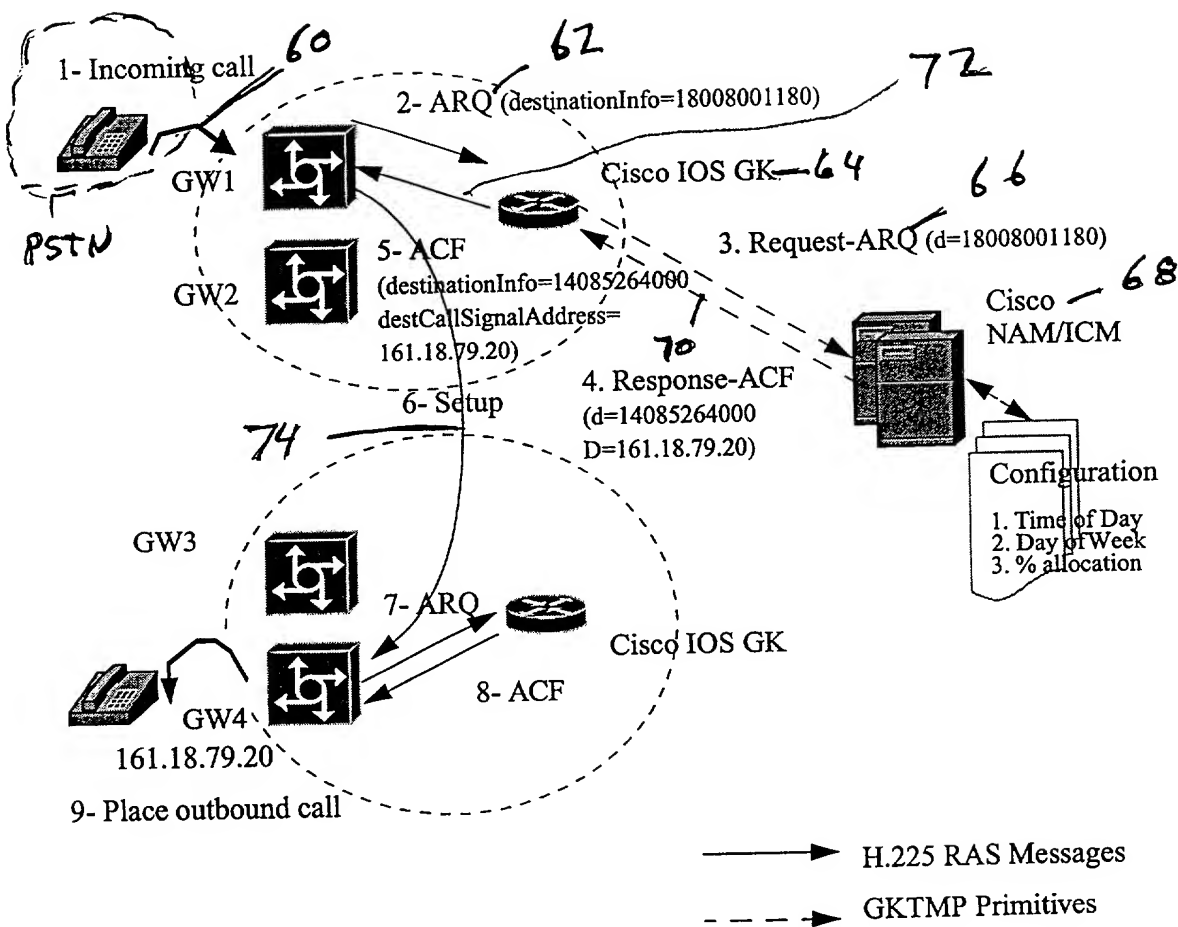 60
62
1- Incoming call
72
2- ARQ (destinationInfo=18008001180)
Cisco IOS GK
64
66
GW1
PSTN
3. Request-ARQ (d=18008001180)
5- ACF
(destinationInfo=14085264000
destCallSignalAddress=
161.18.79.20)
GW2
Cisco
NAM/ICM
68
70
4. Response-ACF
(d=14085264000
D=161.18.79.20)
6- Setup
74
Configuration
1. Time of Day
2. Day of Week
3. % allocation
GW3
7- ARQ
Cisco IOS GK
8- ACF
GW4
161.18.79.20
9- Place outbound call
H.225 RAS Messages
GKTMP Primitives